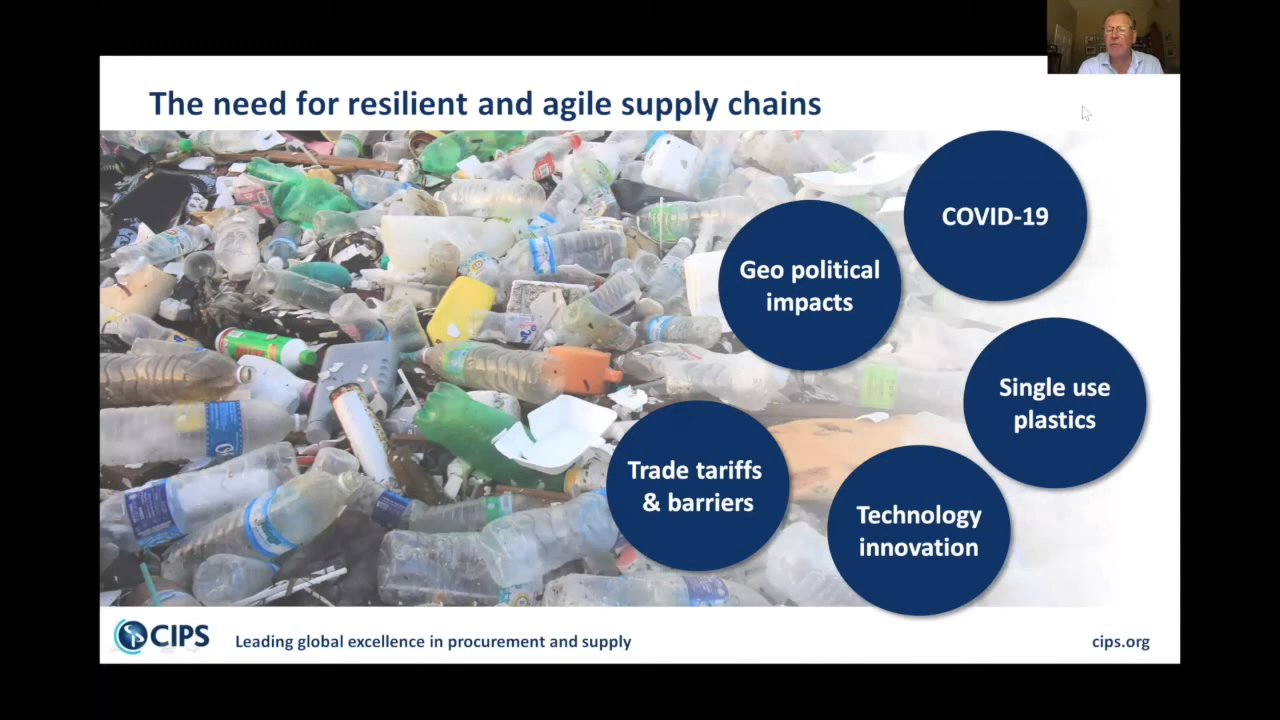 The need for resilient and agile supply chains
COVID-19
Geo political
impacts
Single use
plastics
Trade tariffs
& barriers
Technology
innovation
CIPS
Leading global excellence in procurement and supply
cips.org